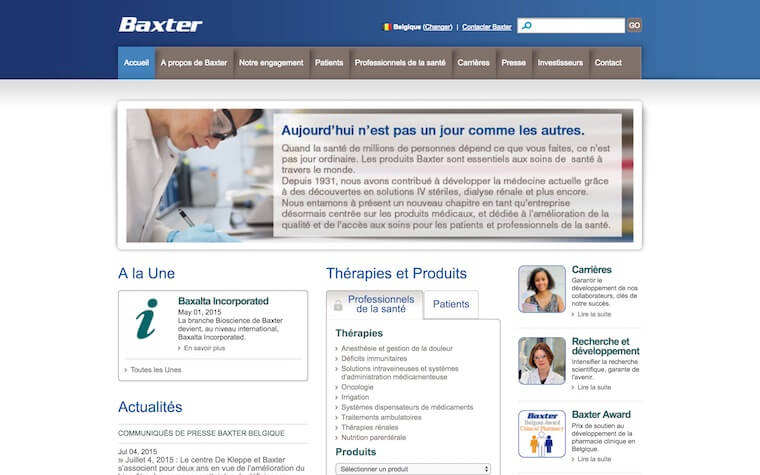 Baxter
Belgique (Changer) | Contacter Baxter
GO
Accueil
À propos de Baxter
Notre engagement
Patients
Professionnels de la santé
Carrières
Presse
Investisseurs
Contact
Aujourd'hui n'est pas un jour comme les autres.
Quand la santé de millions de personnes dépend ce que vous faites, ce n'est
pas jour ordinaire. Les produits Baxter sont essentiels aux soins de santé à
travers le monde.
Depuis 1931, nous avons contribué à développer la médecine actuelle grâce
à des découvertes en solutions IV stériles, dialyse rénale et plus encore.
Nous entamons à présent un nouveau chapitre en tant qu'entreprise
désormais centrée sur les produits médicaux, et dédiée à l'amélioration de la
qualité et de l'accès aux soins pour les patients et professionnels de la santé.
A la Une
Baxalta Incorporated
May 01, 2015
La branche Bioscience de Baxter
devient, au niveau international,
Baxalta Incorporated.
› En savoir plus
› Toutes les Unes
Actualités
COMMUNIQUÉS DE PRESSE BAXTER BELGIQUE
Jul 04, 2015
» Juillet 4, 2015 : Le centre De Kleppe et Baxter
s'associent pour deux ans en vue de l'amélioration du
Thérapies et Produits
Professionnels
de la santé
Patients
Thérapies
› Anesthésie et gestion de la douleur
› Déficits immunitaires
› Solutions intraveineuses et systèmes
d'administration médicamenteuse
› Oncologie
› Irrigation
› Systèmes dispensateurs de médicaments
› Traitements ambulatoires
› Thérapies rénales
› Nutrition parentérale
Produits
Sélectionner un produit
Carrières
Garantir le
développement de nos
collaborateurs, clés de
notre succès.
› Lire la suite
Recherche et
développement
Intensifier la recherche
scientifique, garante de
l'avenir.
› Lire la suite
Baxter
Belgian Award
Clinical Pharmacy
Baxter Award
Prix de soutien au
développement de la
pharmacie clinique en
Belgique.
› Lire la suite